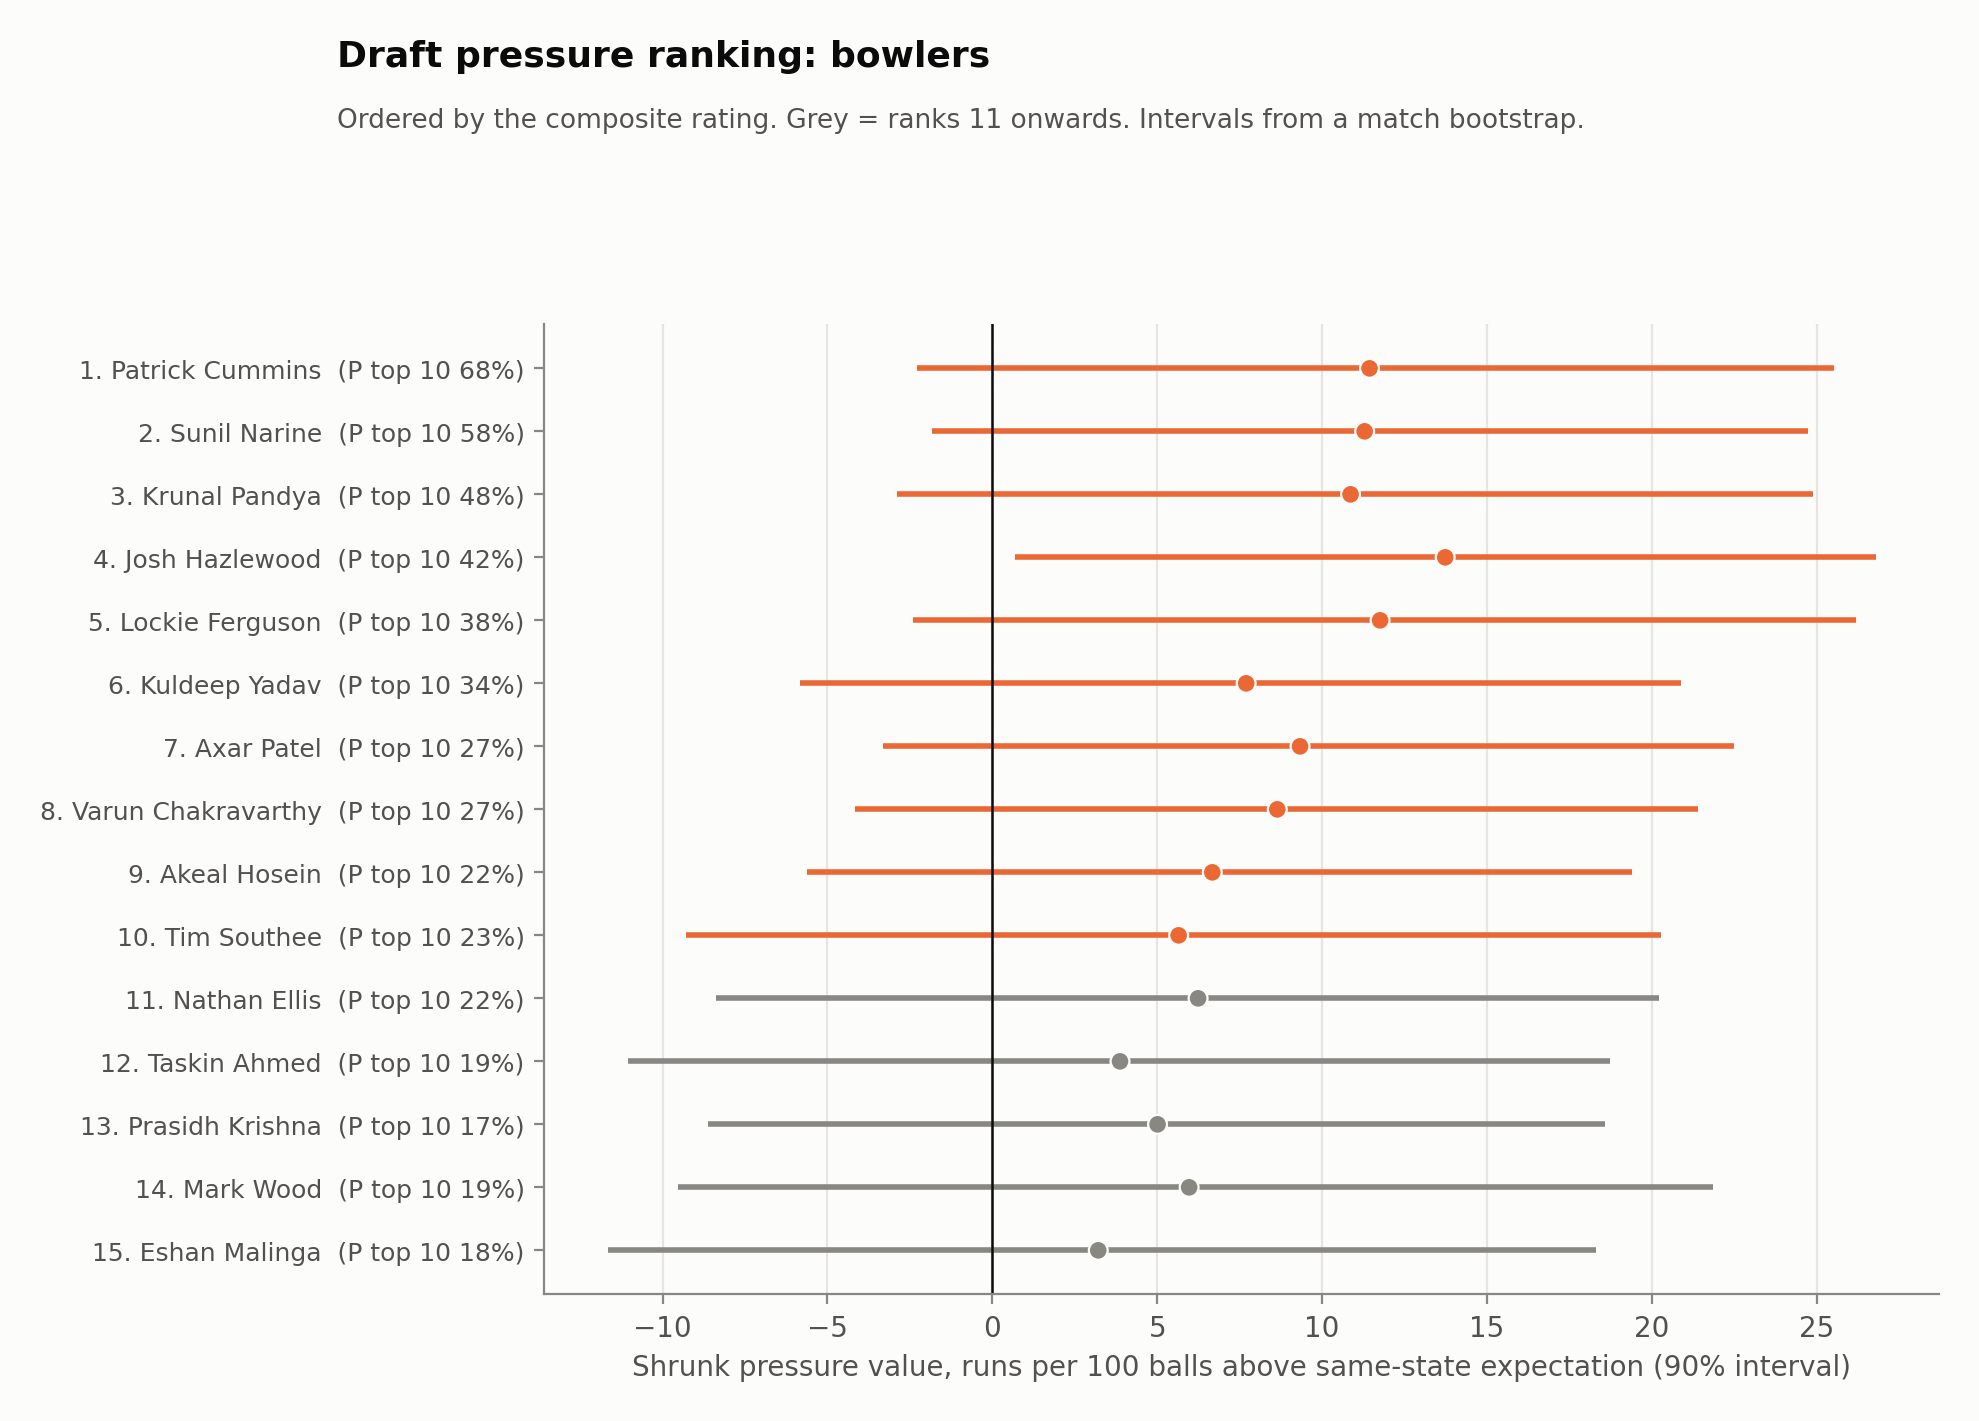 Draft pressure ranking: bowlers
Ordered by the composite rating. Grey = ranks 11 onwards. Intervals from a match bootstrap.
1. Patrick Cummins (P top 10 68%)
2. Sunil Narine (P top 10 58%)
3. Krunal Pandya (P top 10 48%)
4. Josh Hazlewood (P top 10 42%)
5. Lockie Ferguson (P top 10 38%)
6. Kuldeep Yadav (P top 10 34%)
7. Axar Patel (P top 10 27%)
8. Varun Chakravarthy (P top 10 27%)
9. Akeal Hosein (P top 10 22%)
10. Tim Southee (P top 10 23%)
11. Nathan Ellis (P top 10 22%)
12. Taskin Ahmed (P top 10 19%)
13. Prasidh Krishna (P top 10 17%)
14. Mark Wood (P top 10 19%)
15. Eshan Malinga (P top 10 18%)
−10 −5 0 5 10 15 20 25
Shrunk pressure value, runs per 100 balls above same-state expectation (90% interval)